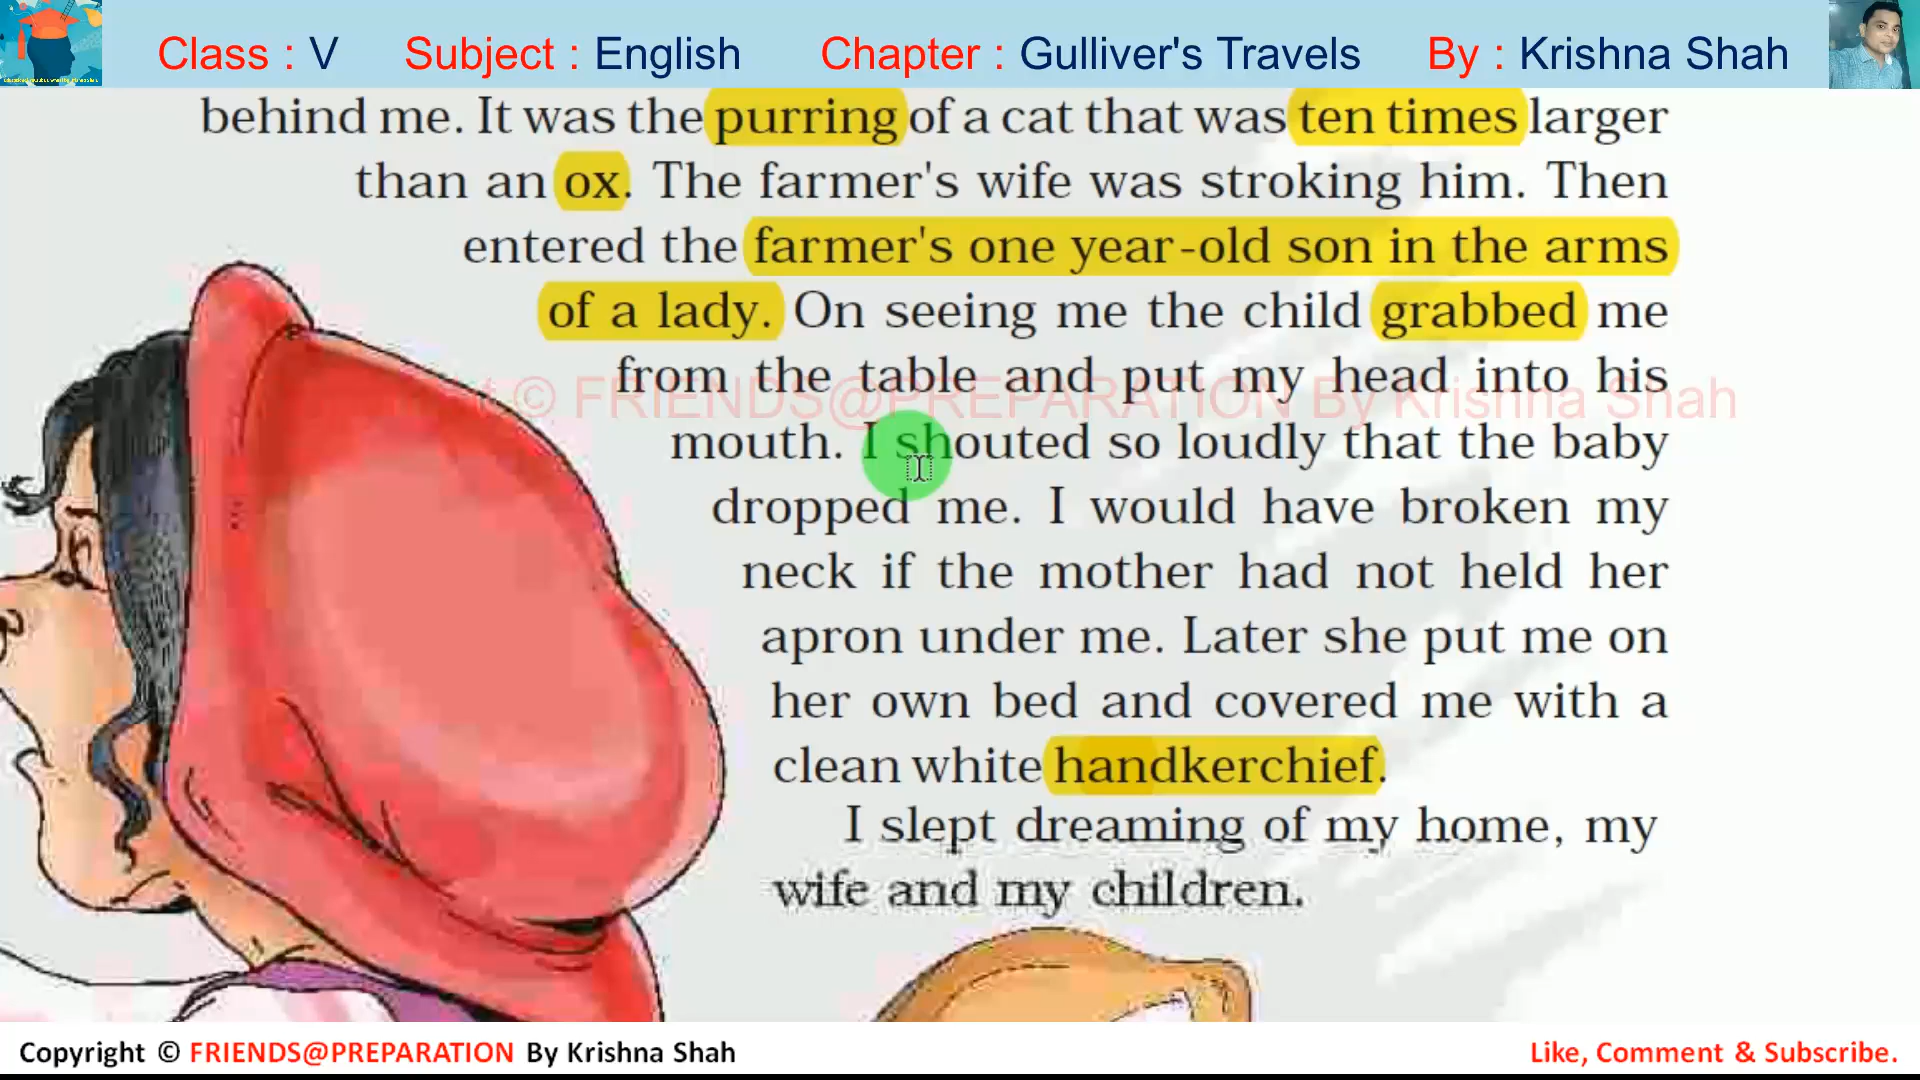 Class : V Subject : English Chapter : Gulliver's Travels By : Krishna Shah
behind me. It was the purring of a cat that was ten times larger
than an ox. The farmer's wife was stroking him. Then
entered the farmer's one year-old son in the arms
of a lady. On seeing me the child grabbed me
from the table and put my head into his
© FRIENDS@PREPARATION By Krishna Shah
mouth. I shouted so loudly that the baby
dropped me. I would have broken my
neck if the mother had not held her
apron under me. Later she put me on
her own bed and covered me with a
clean white handkerchief.
I slept dreaming of my home, my
wife and my children.
Copyright © FRIENDS@PREPARATION By Krishna Shah
Like, Comment & Subscribe.